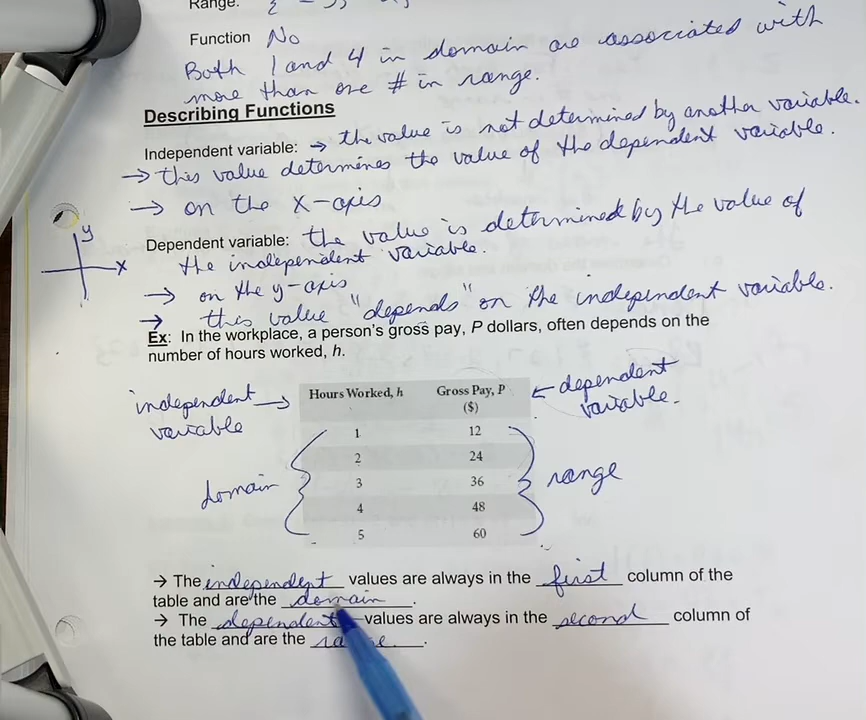 Range:
Function No
Both 1 and 4 in domain are associated with
more than one # in range.
Describing Functions
Independent variable: → the value is not determined by another variable.
→ this value determines the value of the dependent variable.
→ on the x-axis
y
x
Dependent variable: the value is determined by the value of
the independent variable.
→ on the y-axis
→ this value "depends" on the independent variable.
Ex: In the workplace, a person's gross pay, P dollars, often depends on the
number of hours worked, h.
independent variable →
Hours Worked, h Gross Pay, P ($)
← dependent variable.
1 12
2 24
3 36
4 48
5 60
domain
range
→ The independent values are always in the first column of the
table and are the domain.
→ The dependent values are always in the second column of
the table and are the